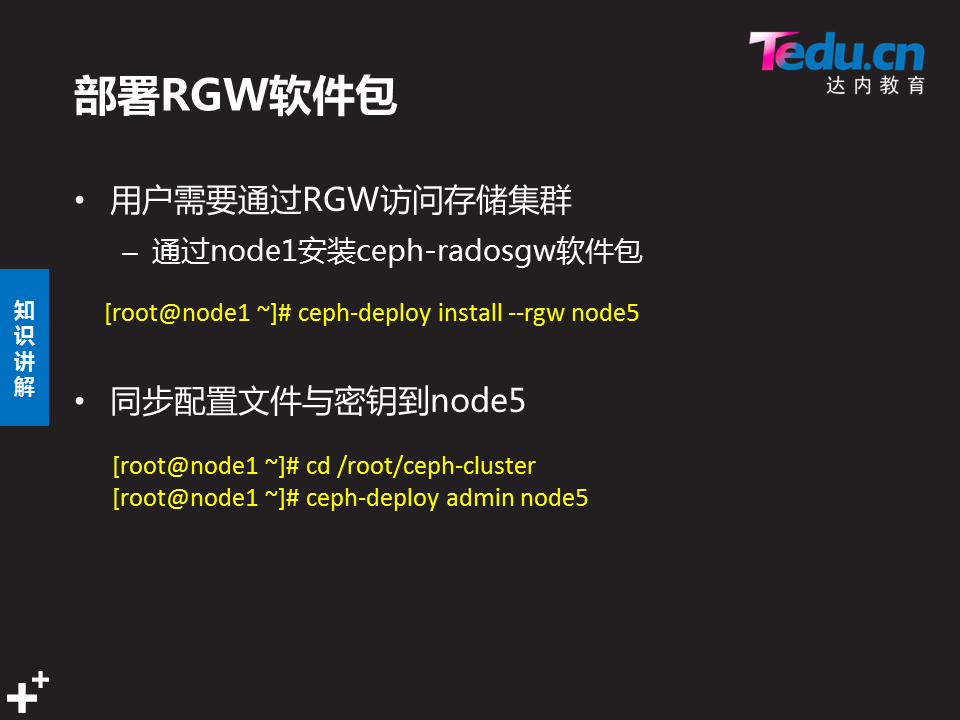 Tedu.cn
达内教育
部署RGW软件包
• 用户需要通过RGW访问存储集群
– 通过node1安装ceph-radosgw软件包
[root@node1 ~]# ceph-deploy install --rgw node5
知识讲解
• 同步配置文件与密钥到node5
[root@node1 ~]# cd /root/ceph-cluster
[root@node1 ~]# ceph-deploy admin node5